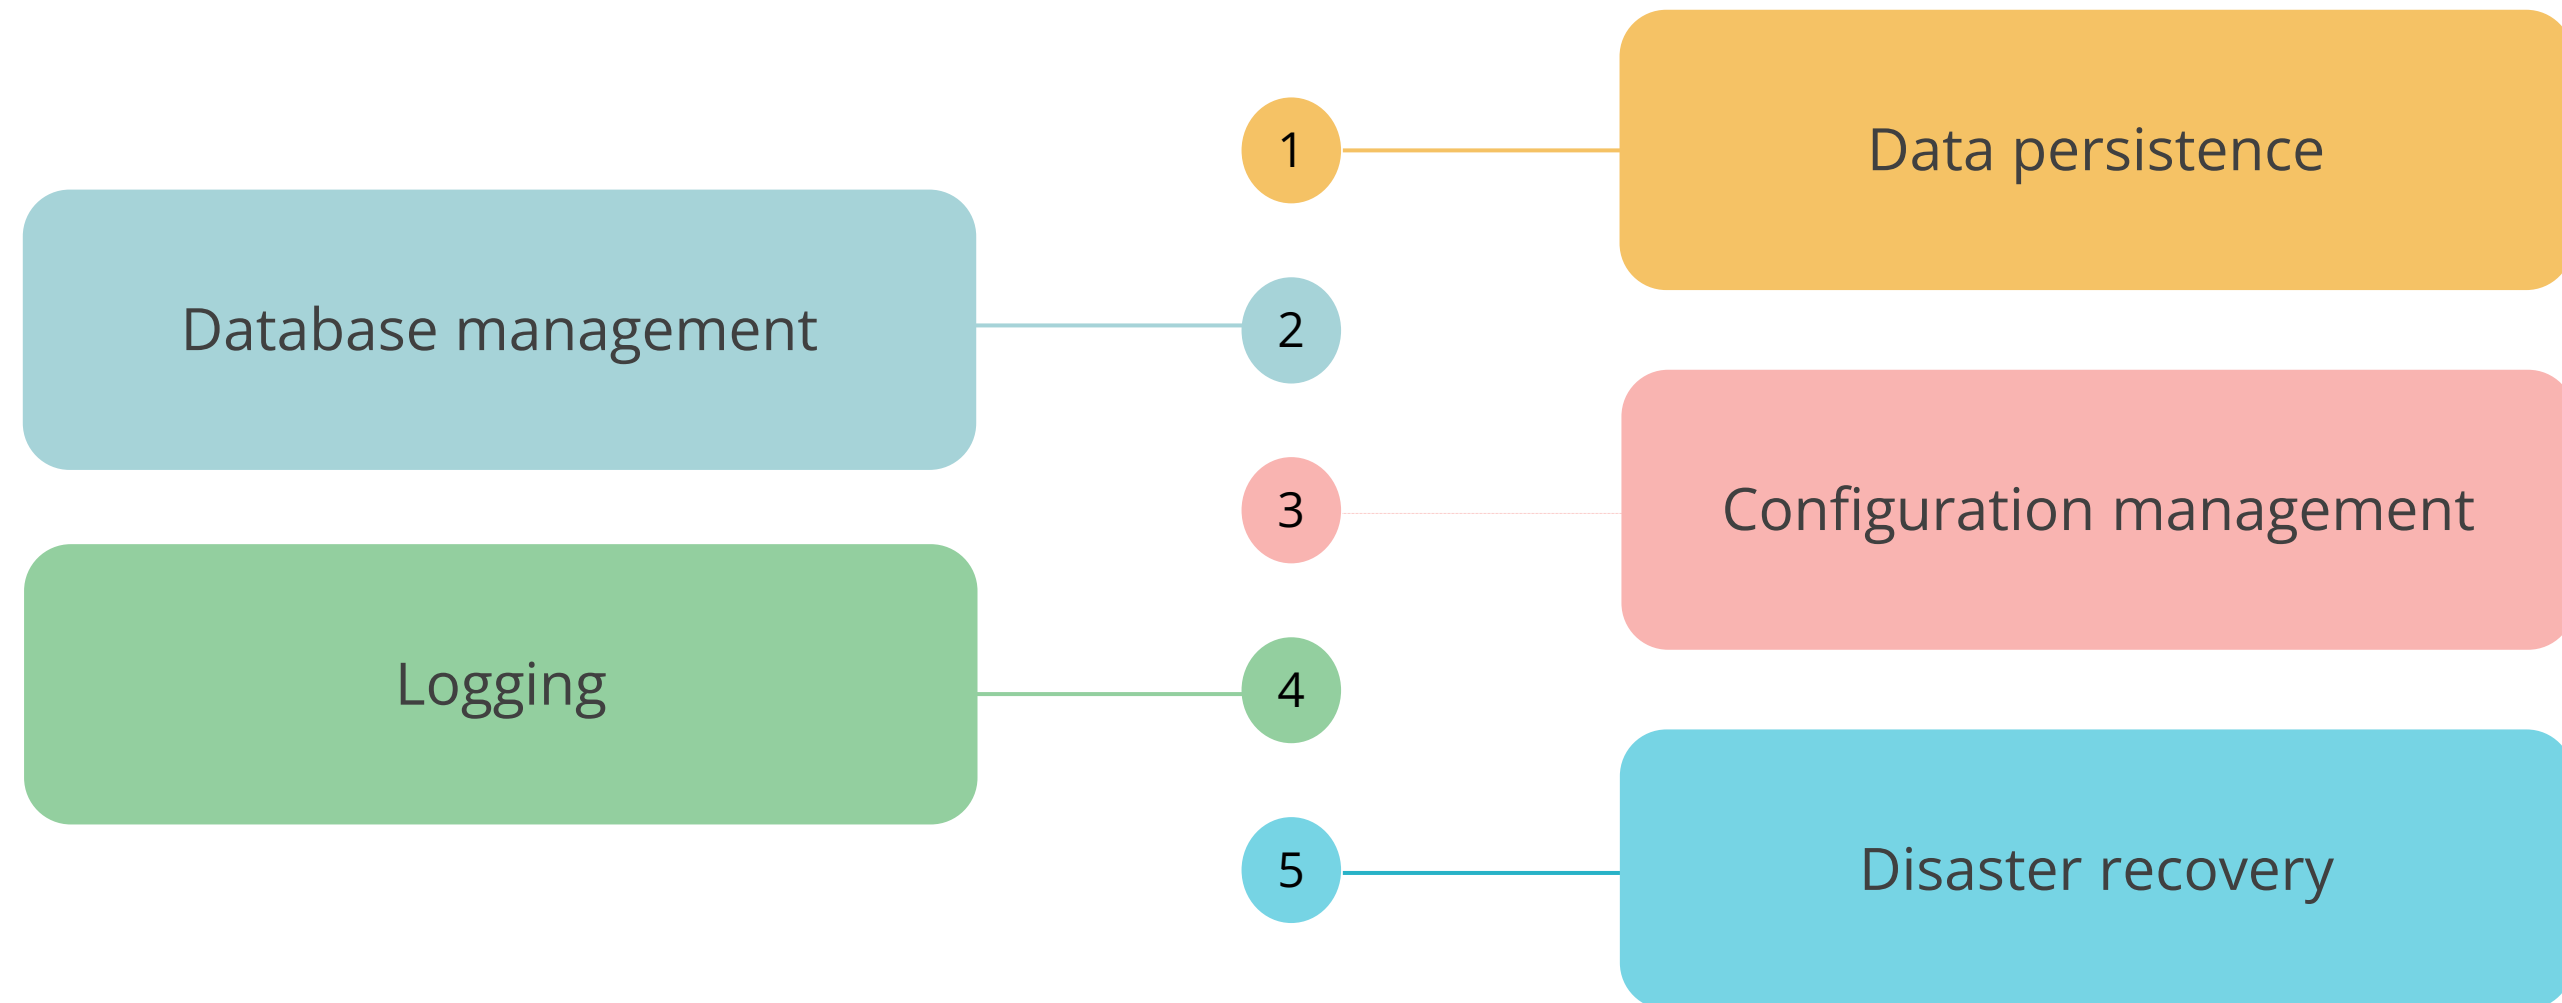 1
Data persistence
Database management
2
3
Configuration management
Logging
4
5
Disaster recovery